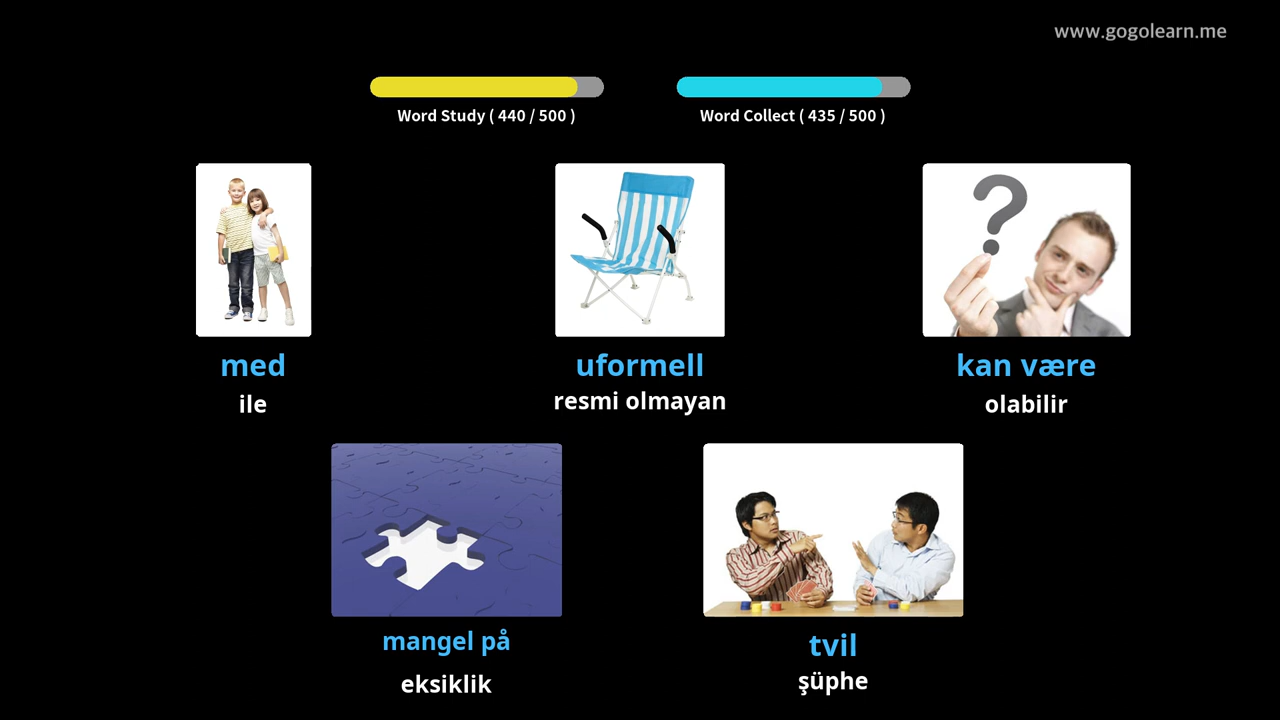 www.gogolearn.me
Word Study ( 440 / 500 )
Word Collect ( 435 / 500 )
med
ile
uformell
resmi olmayan
kan være
olabilir
mangel på
eksiklik
tvil
şüphe